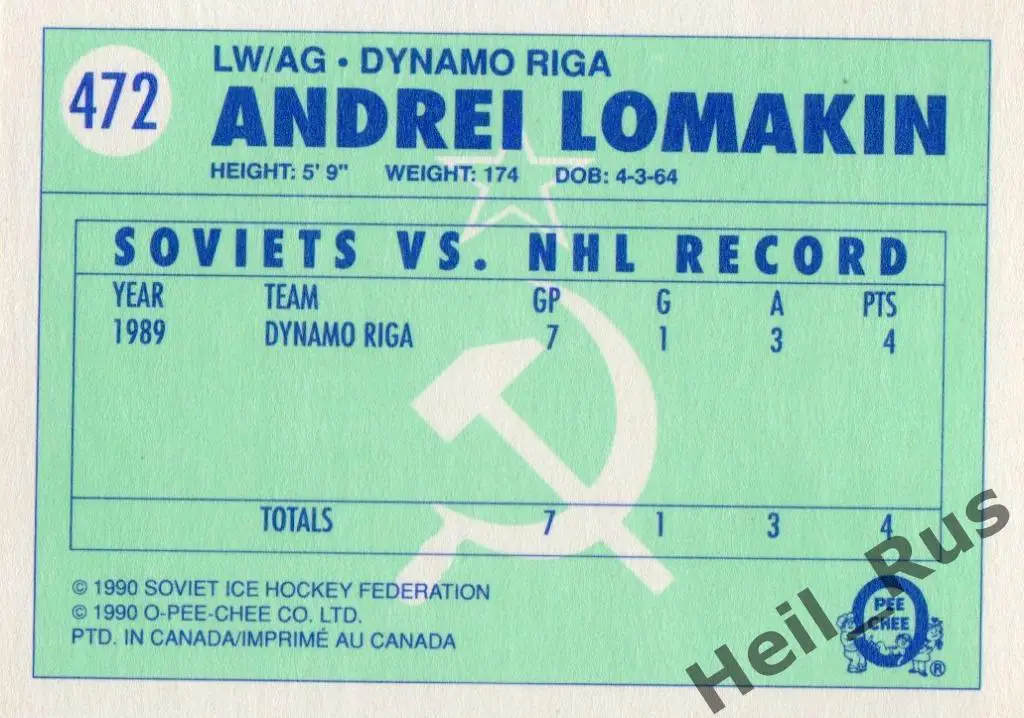 472
LW/AG • DYNAMO RIGA
ANDREI LOMAKIN
HEIGHT: 5' 9" WEIGHT: 174 DOB: 4-3-64
SOVIETS VS. NHL RECORD
YEAR TEAM GP G A PTS
1989 DYNAMO RIGA 7 1 3 4
TOTALS 7 1 3 4
© 1990 SOVIET ICE HOCKEY FEDERATION
© 1990 O-PEE-CHEE CO. LTD.
PTD. IN CANADA/IMPRIMÉ AU CANADA
PEE
CHEE
®
Heil_Rus